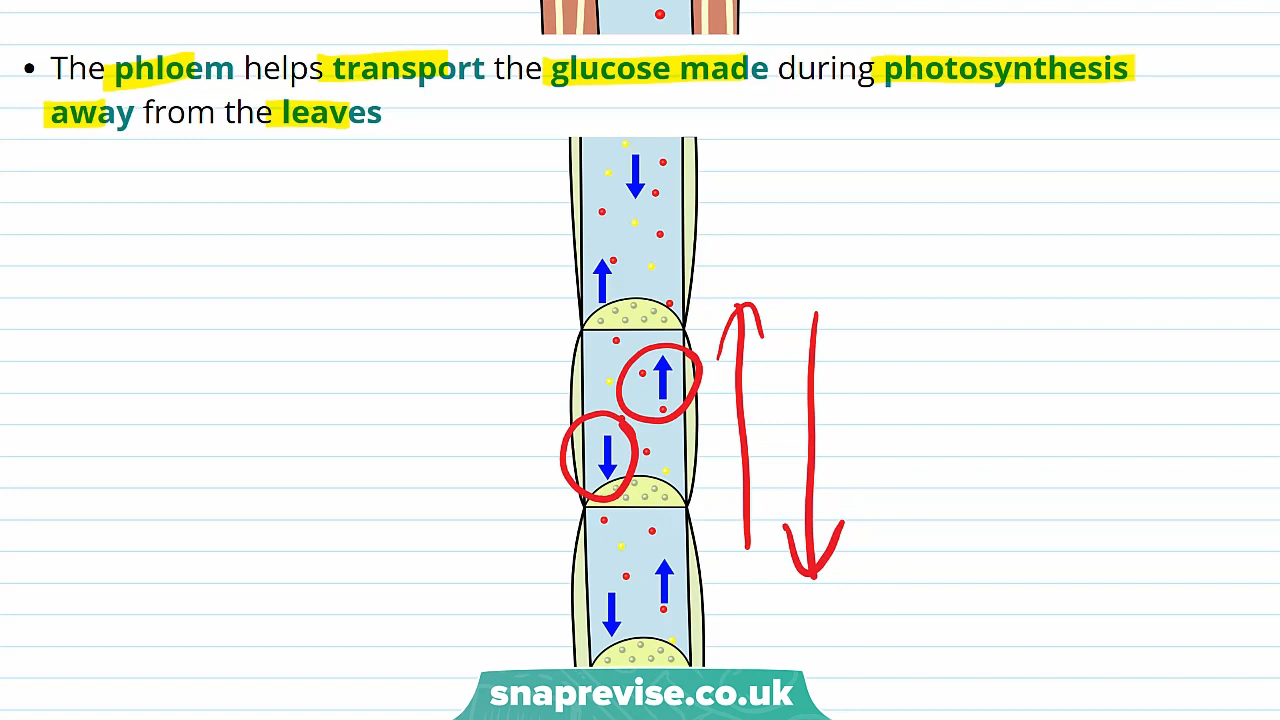 • The phloem helps transport the glucose made during photosynthesis
away from the leaves
snaprevise.co.uk